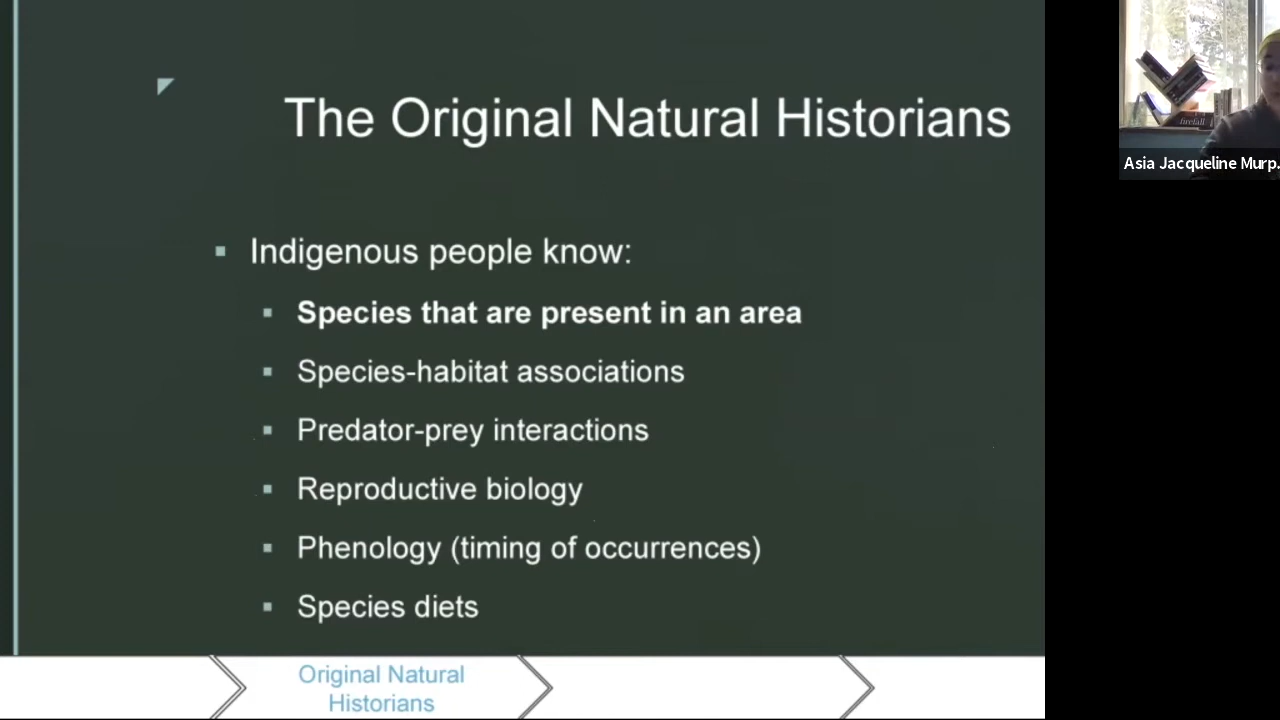 The Original Natural Historians
Indigenous people know:
Species that are present in an area
Species-habitat associations
Predator-prey interactions
Reproductive biology
Phenology (timing of occurrences)
Species diets
Original Natural
Historians
firefall
Asia Jacqueline Murp.